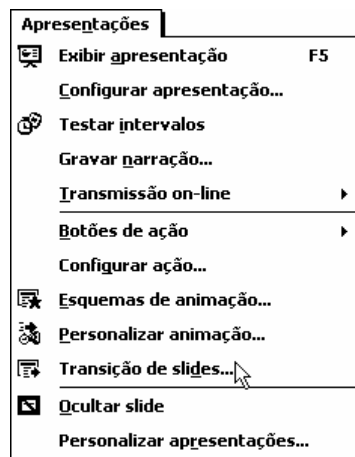 Apresentações
Exibir apresentação F5
Configurar apresentação...
Testar intervalos
Gravar narração...
Transmissão on-line
Botões de ação
Configurar ação...
Esquemas de animação...
Personalizar animação...
Transição de slides...
Ocultar slide
Personalizar apresentações...